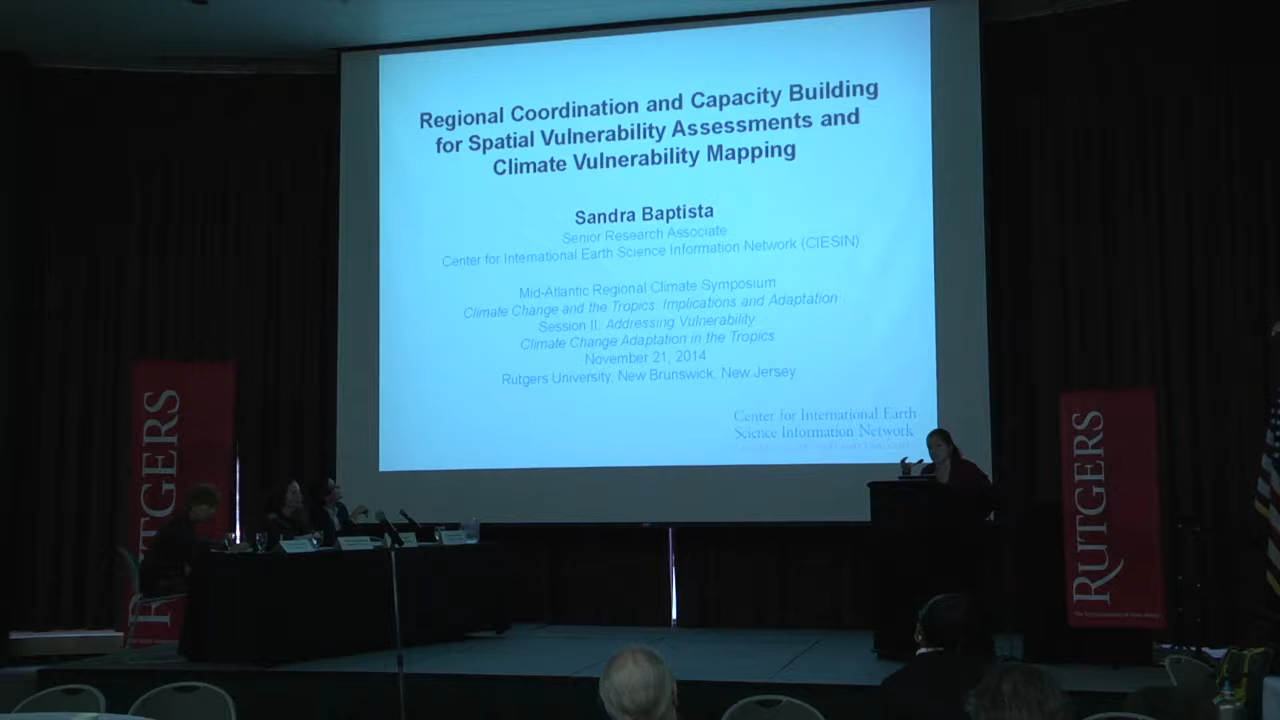 Regional Coordination and Capacity Building
for Spatial Vulnerability Assessments and
Climate Vulnerability Mapping
Sandra Baptista
Senior Research Associate
Center for International Earth Science Information Network (CIESIN)
Mid-Atlantic Regional Climate Symposium
Climate Change and the Tropics: Implications and Adaptation
Session II: Addressing Vulnerability
Climate Change Adaptation in the Tropics
November 21, 2014
Rutgers University, New Brunswick, New Jersey
Center for International Earth
Science Information Network
RUTGERS
RUTGERS